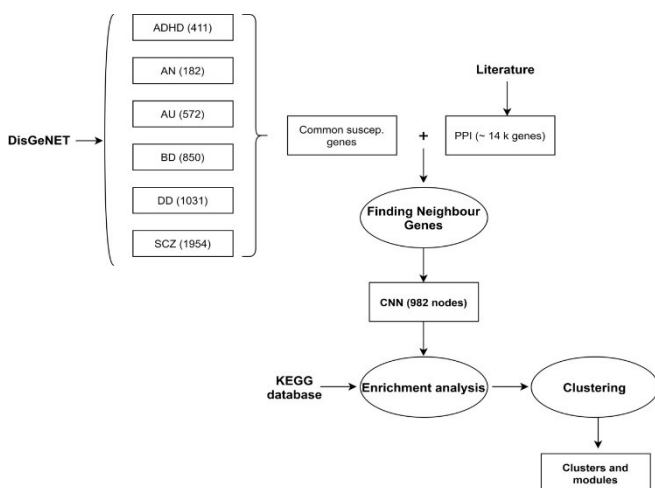 ADHD (411)
AN (182)
AU (572)
BD (850)
DD (1031)
SCZ (1954)
DisGeNET
Literature
Common suscep.
genes
+
PPI (~ 14 k genes)
Finding Neighbour
Genes
CNN (982 nodes)
KEGG
database
Enrichment analysis
Clustering
Clusters and
modules